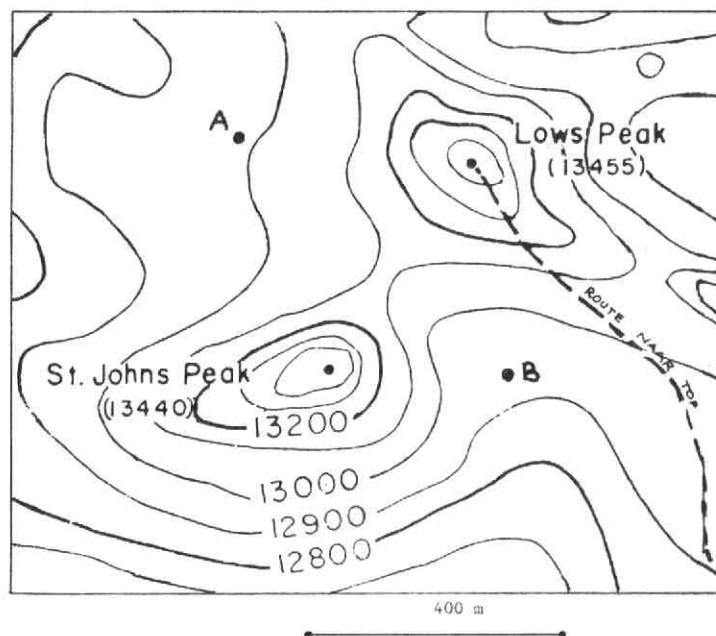 A
Lows Peak
(13455)
ROUTE NAAR TOP
St. Johns Peak
(13440)
B
13200
13000
12900
12800
400 m